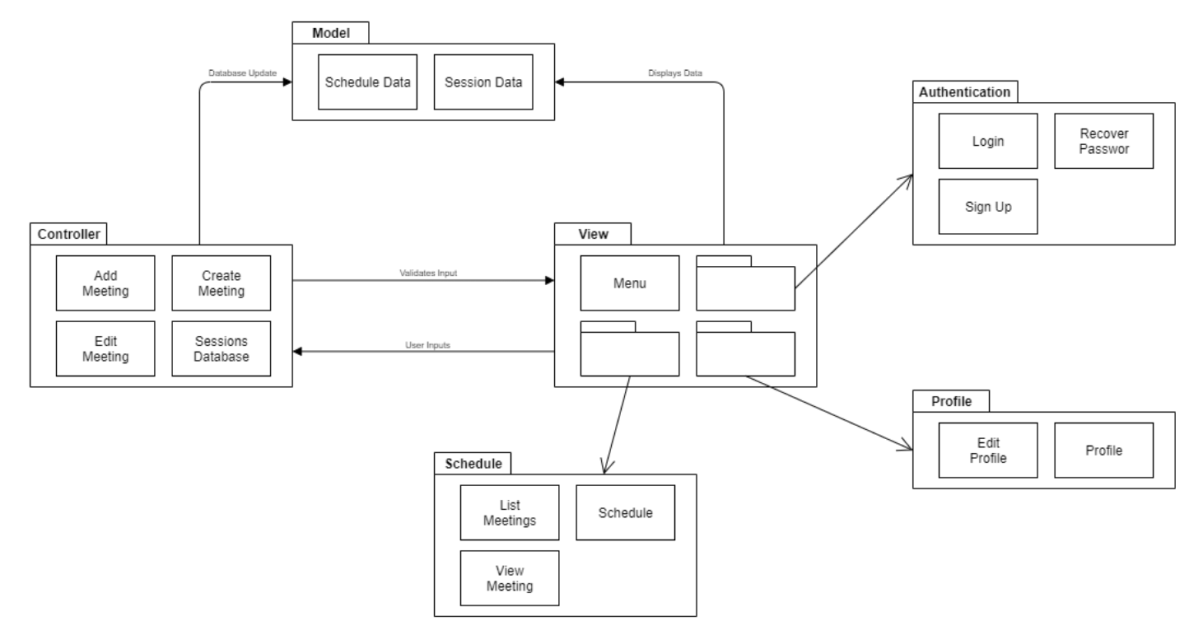 Model
Schedule Data
Session Data
Database Update
Displays Data
Authentication
Login
Recover
Passwor
Sign Up
Controller
Add
Meeting
Create
Meeting
Edit
Meeting
Sessions
Database
Validates Input
User Inputs
View
Menu
Profile
Edit
Profile
Profile
Schedule
List
Meetings
Schedule
View
Meeting